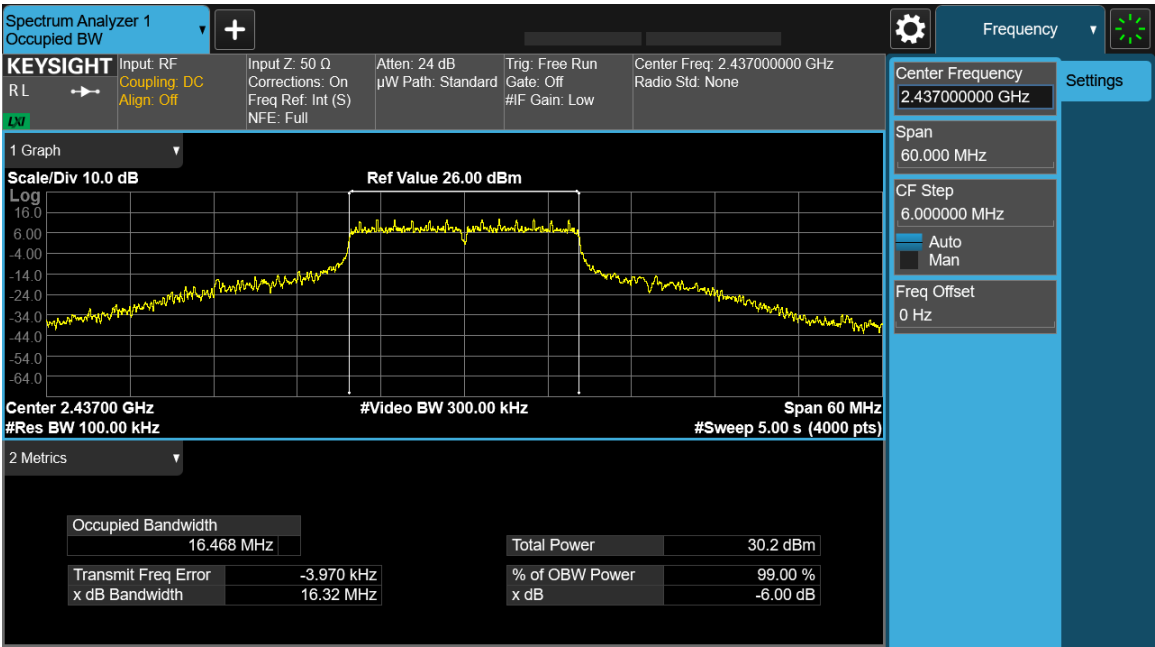 Spectrum Analyzer 1
Occupied BW
+
Frequency
KEYSIGHT
RL
LXI
Input: RF
Coupling: DC
Align: Off
Input Z: 50 Ω
Corrections: On
Freq Ref: Int (S)
NFE: Full
Atten: 24 dB
µW Path: Standard
Trig: Free Run
Gate: Off
#IF Gain: Low
Center Freq: 2.437000000 GHz
Radio Std: None
1 Graph
Scale/Div 10.0 dB
Ref Value 26.00 dBm
Log
16.0
6.00
-4.00
-14.0
-24.0
-34.0
-44.0
-54.0
-64.0
Center 2.43700 GHz
#Video BW 300.00 kHz
Span 60 MHz
#Res BW 100.00 kHz
#Sweep 5.00 s (4000 pts)
2 Metrics
Occupied Bandwidth
16.468 MHz
Total Power 30.2 dBm
Transmit Freq Error -3.970 kHz
% of OBW Power 99.00 %
x dB Bandwidth 16.32 MHz
x dB -6.00 dB
Center Frequency
2.437000000 GHz
Settings
Span
60.000 MHz
CF Step
6.000000 MHz
Auto
Man
Freq Offset
0 Hz